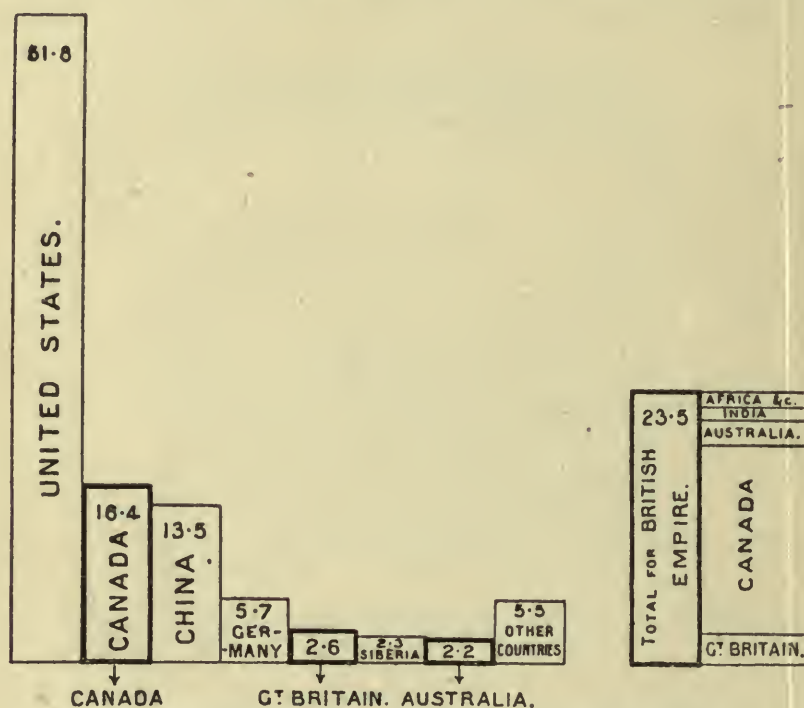 51·8
UNITED STATES.
16·4
CANADA
13·5
CHINA
5·7
GER-
-MANY
2·6
2·3
SIBERIA
2·2
5·5
OTHER
COUNTRIES
CANADA
GT BRITAIN.
AUSTRALIA.
23·5
TOTAL FOR BRITISH
EMPIRE.
AFRICA &c.
INDIA
AUSTRALIA.
CANADA
GT BRITAIN.